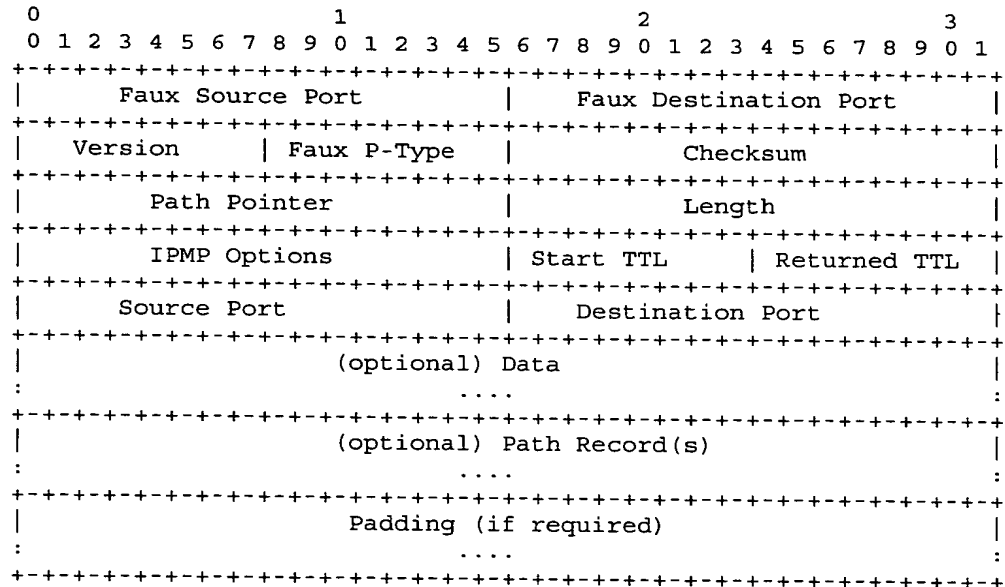 0                   1                   2                   3
 0 1 2 3 4 5 6 7 8 9 0 1 2 3 4 5 6 7 8 9 0 1 2 3 4 5 6 7 8 9 0 1
+-+-+-+-+-+-+-+-+-+-+-+-+-+-+-+-+-+-+-+-+-+-+-+-+-+-+-+-+-+-+-+-+
|      Faux Source Port         |    Faux Destination Port      |
+-+-+-+-+-+-+-+-+-+-+-+-+-+-+-+-+-+-+-+-+-+-+-+-+-+-+-+-+-+-+-+-+
|   Version     | Faux P-Type   |           Checksum            |
+-+-+-+-+-+-+-+-+-+-+-+-+-+-+-+-+-+-+-+-+-+-+-+-+-+-+-+-+-+-+-+-+
|        Path Pointer           |           Length              |
+-+-+-+-+-+-+-+-+-+-+-+-+-+-+-+-+-+-+-+-+-+-+-+-+-+-+-+-+-+-+-+-+
|        IPMP Options           | Start TTL     | Returned TTL  |
+-+-+-+-+-+-+-+-+-+-+-+-+-+-+-+-+-+-+-+-+-+-+-+-+-+-+-+-+-+-+-+-+
|      Source Port              |    Destination Port           |
+-+-+-+-+-+-+-+-+-+-+-+-+-+-+-+-+-+-+-+-+-+-+-+-+-+-+-+-+-+-+-+-+
|                    (optional) Data                            |
:                            ....                               :
+-+-+-+-+-+-+-+-+-+-+-+-+-+-+-+-+-+-+-+-+-+-+-+-+-+-+-+-+-+-+-+-+
|                    (optional) Path Record(s)                  |
:                            ....                               :
+-+-+-+-+-+-+-+-+-+-+-+-+-+-+-+-+-+-+-+-+-+-+-+-+-+-+-+-+-+-+-+-+
|                     Padding (if required)                     |
:                            ....                               :
+-+-+-+-+-+-+-+-+-+-+-+-+-+-+-+-+-+-+-+-+-+-+-+-+-+-+-+-+-+-+-+-+